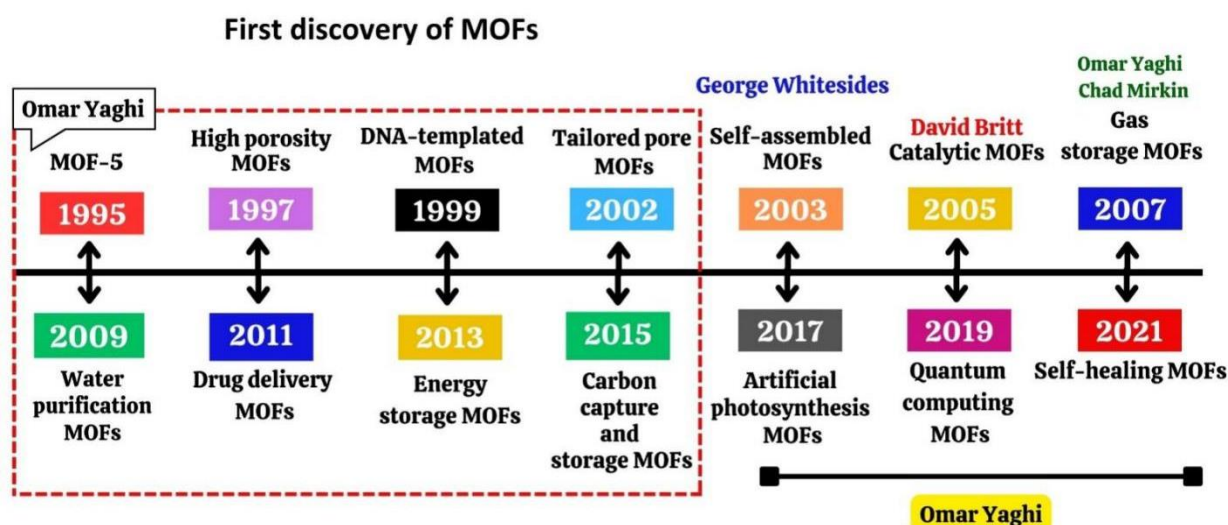 First discovery of MOFs
Omar Yaghi
MOF-5
1995
High porosity
MOFs
1997
DNA-templated
MOFs
1999
Tailored pore
MOFs
2002
George Whitesides
Self-assembled
MOFs
2003
David Britt
Catalytic MOFs
2005
Omar Yaghi
Chad Mirkin
Gas
storage MOFs
2007
2009
Water
purification
MOFs
2011
Drug delivery
MOFs
2013
Energy
storage MOFs
2015
Carbon
capture
and
storage MOFs
2017
Artificial
photosynthesis
MOFs
2019
Quantum
computing
MOFs
2021
Self-healing MOFs
Omar Yaghi